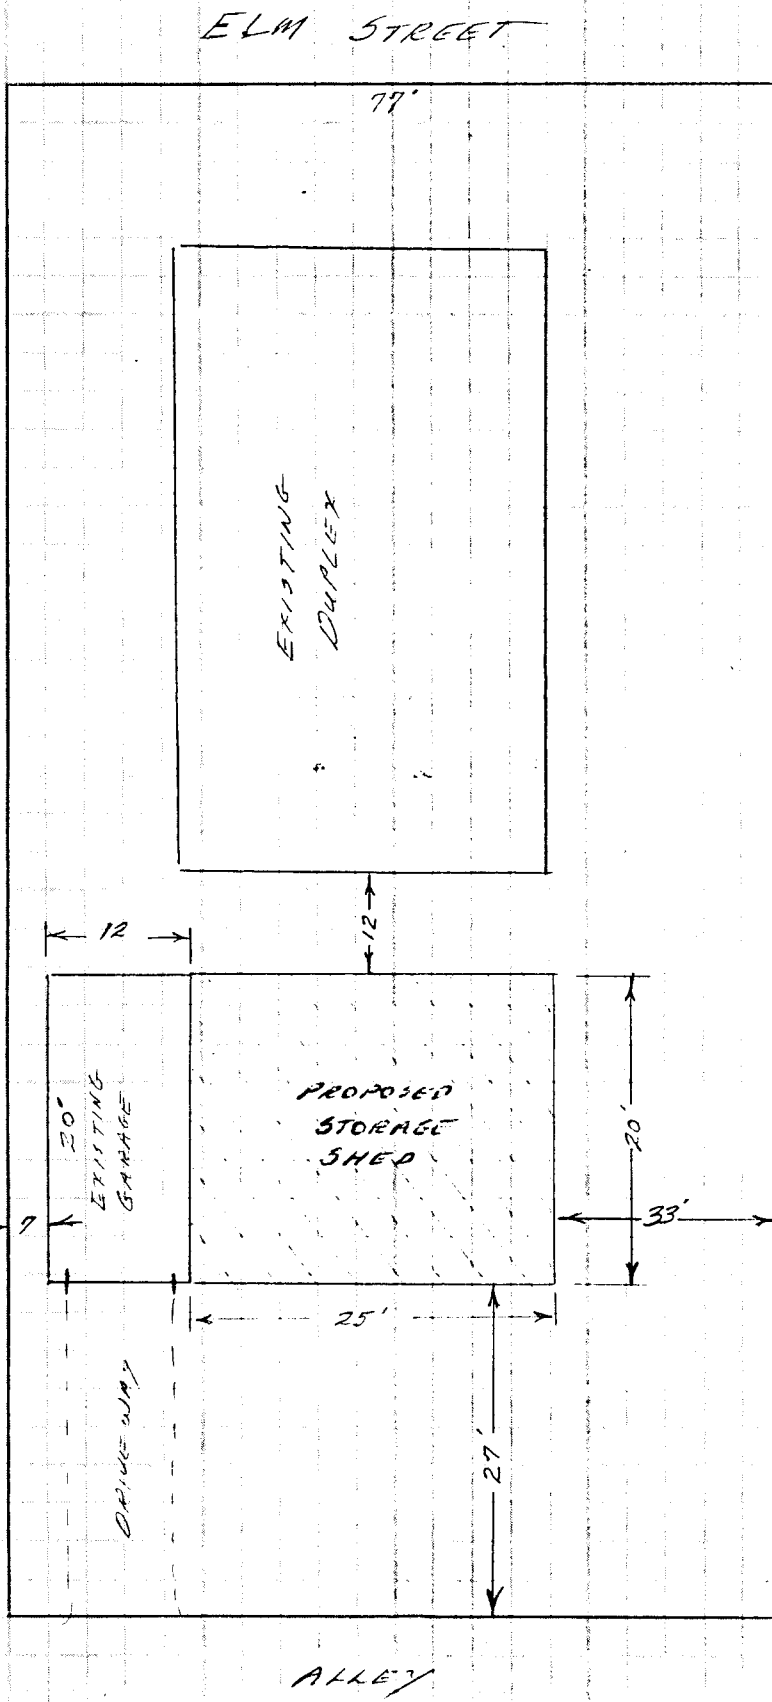 ELM STREET
77'
EXISTING
DUPLEX
12
12
20'
EXISTING
GARAGE
PROPOSED
STORAGE
SHED
20'
7
33'
25'
27'
DRIVEWAY
ALLEY